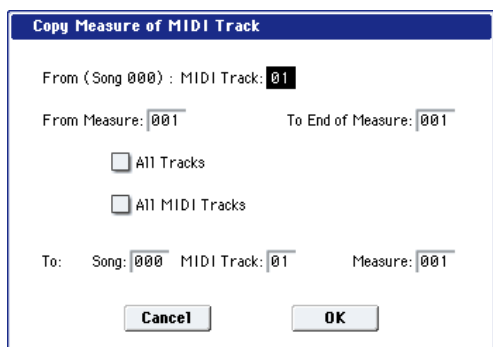 Copy Measure of MIDI Track
From (Song 000) : MIDI Track: 01
From Measure: 001 To End of Measure: 001
All Tracks
All MIDI Tracks
To: Song: 000 MIDI Track: 01 Measure: 001
Cancel OK